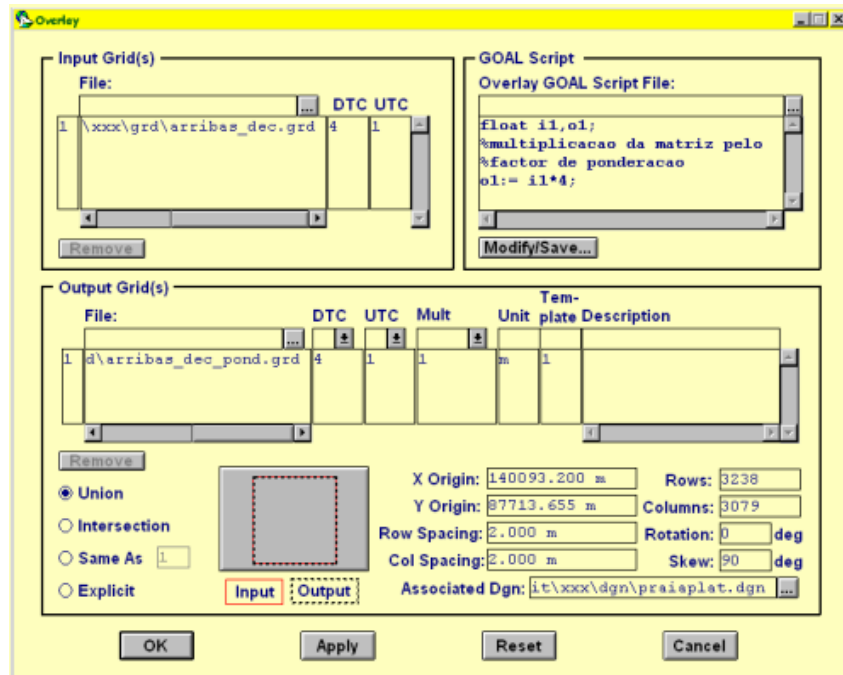 Overlay
Input Grid(s)
File:
...
DTC UTC
1 \xxx\grd\arribas_dec.grd 4 1
Remove
GOAL Script
Overlay GOAL Script File:
...
float i1,o1;
%multiplicacao da matriz pelo
%factor de ponderacao
o1:= i1*4;
Modify/Save...
Output Grid(s)
File: DTC UTC Mult Unit Tem-
plate Description
...
1 d\arribas_dec_pond.grd 4 1 1 m 1
Remove
Union
Intersection
Same As 1
Explicit
Input Output
X Origin: 140093.200 m Rows: 3238
Y Origin: 87713.655 m Columns: 3079
Row Spacing: 2.000 m Rotation: 0 deg
Col Spacing: 2.000 m Skew: 90 deg
Associated Dgn: it\xxx\dgn\praiaplat.dgn ...
OK Apply Reset Cancel